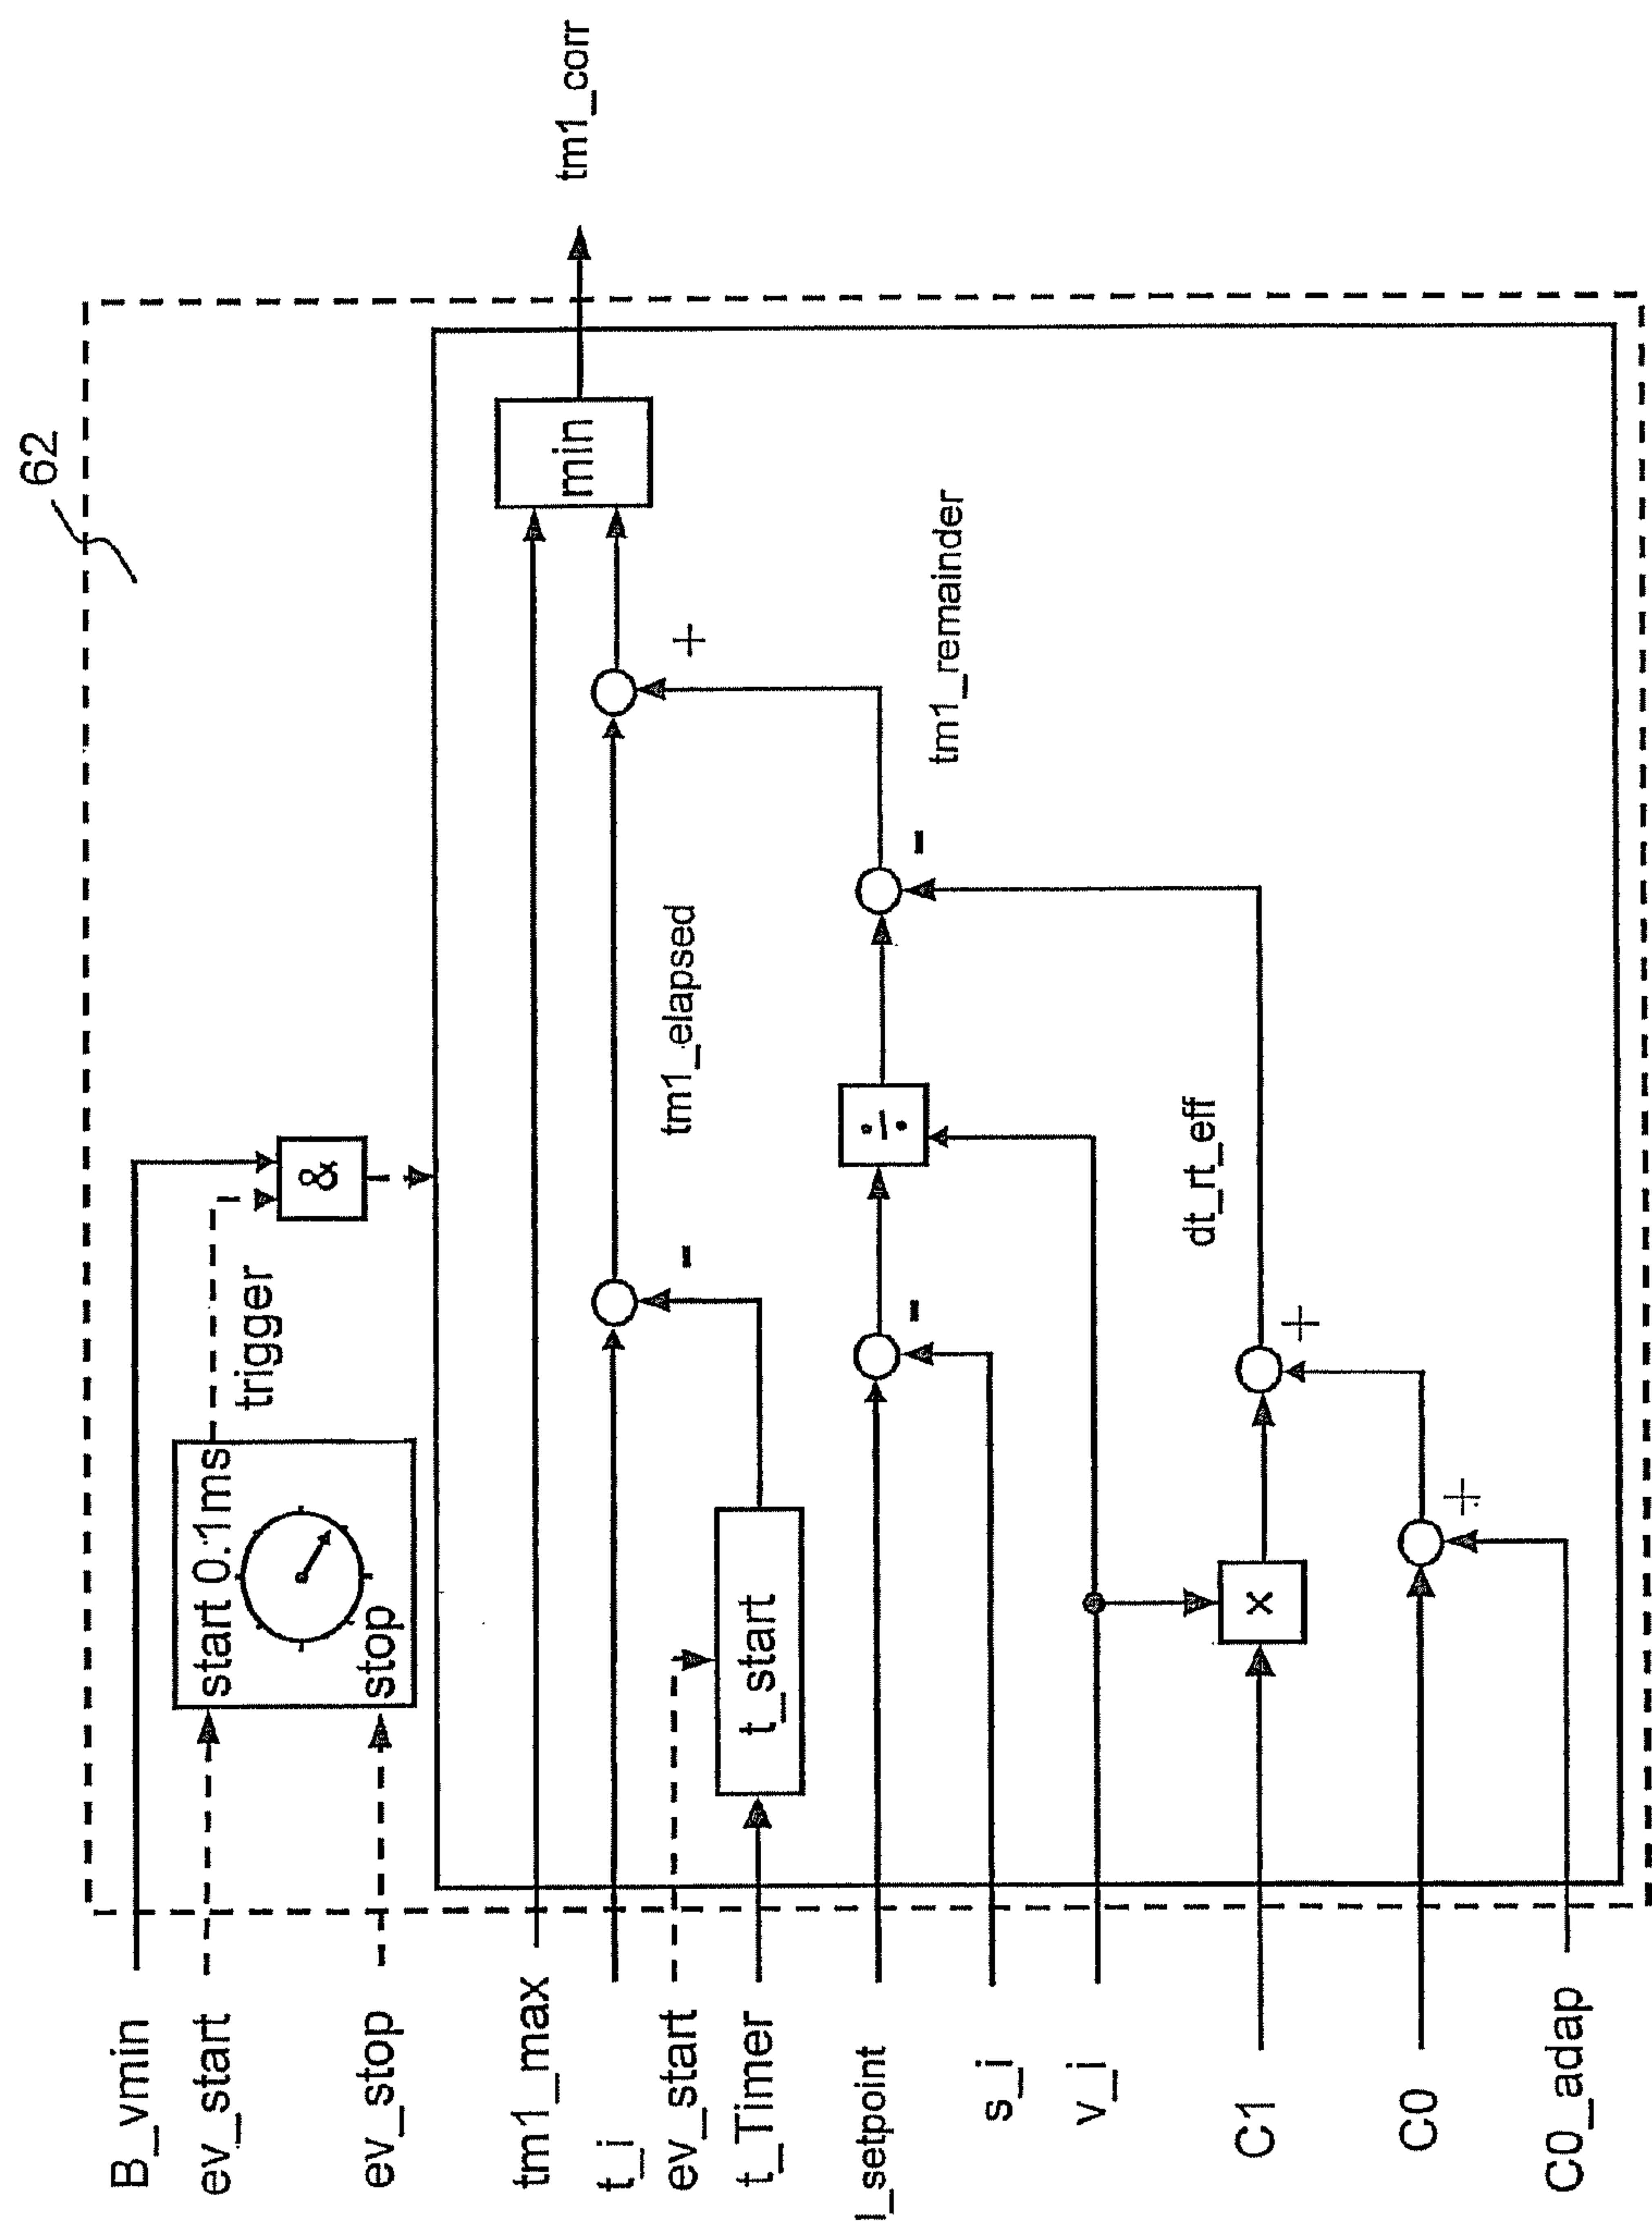 62
B_vmin
ev_start
ev_stop
start 0.1ms
stop
trigger
&
tm1_max
t_i
ev_start
t_Timer
t_start
-
tm1_elapsed
+
min
tm1_corr
l_setpoint
s_i
v_i
-
÷
-
tm1_remainder
C1
x
+
dt_rt_eff
C0
+
C0_adap